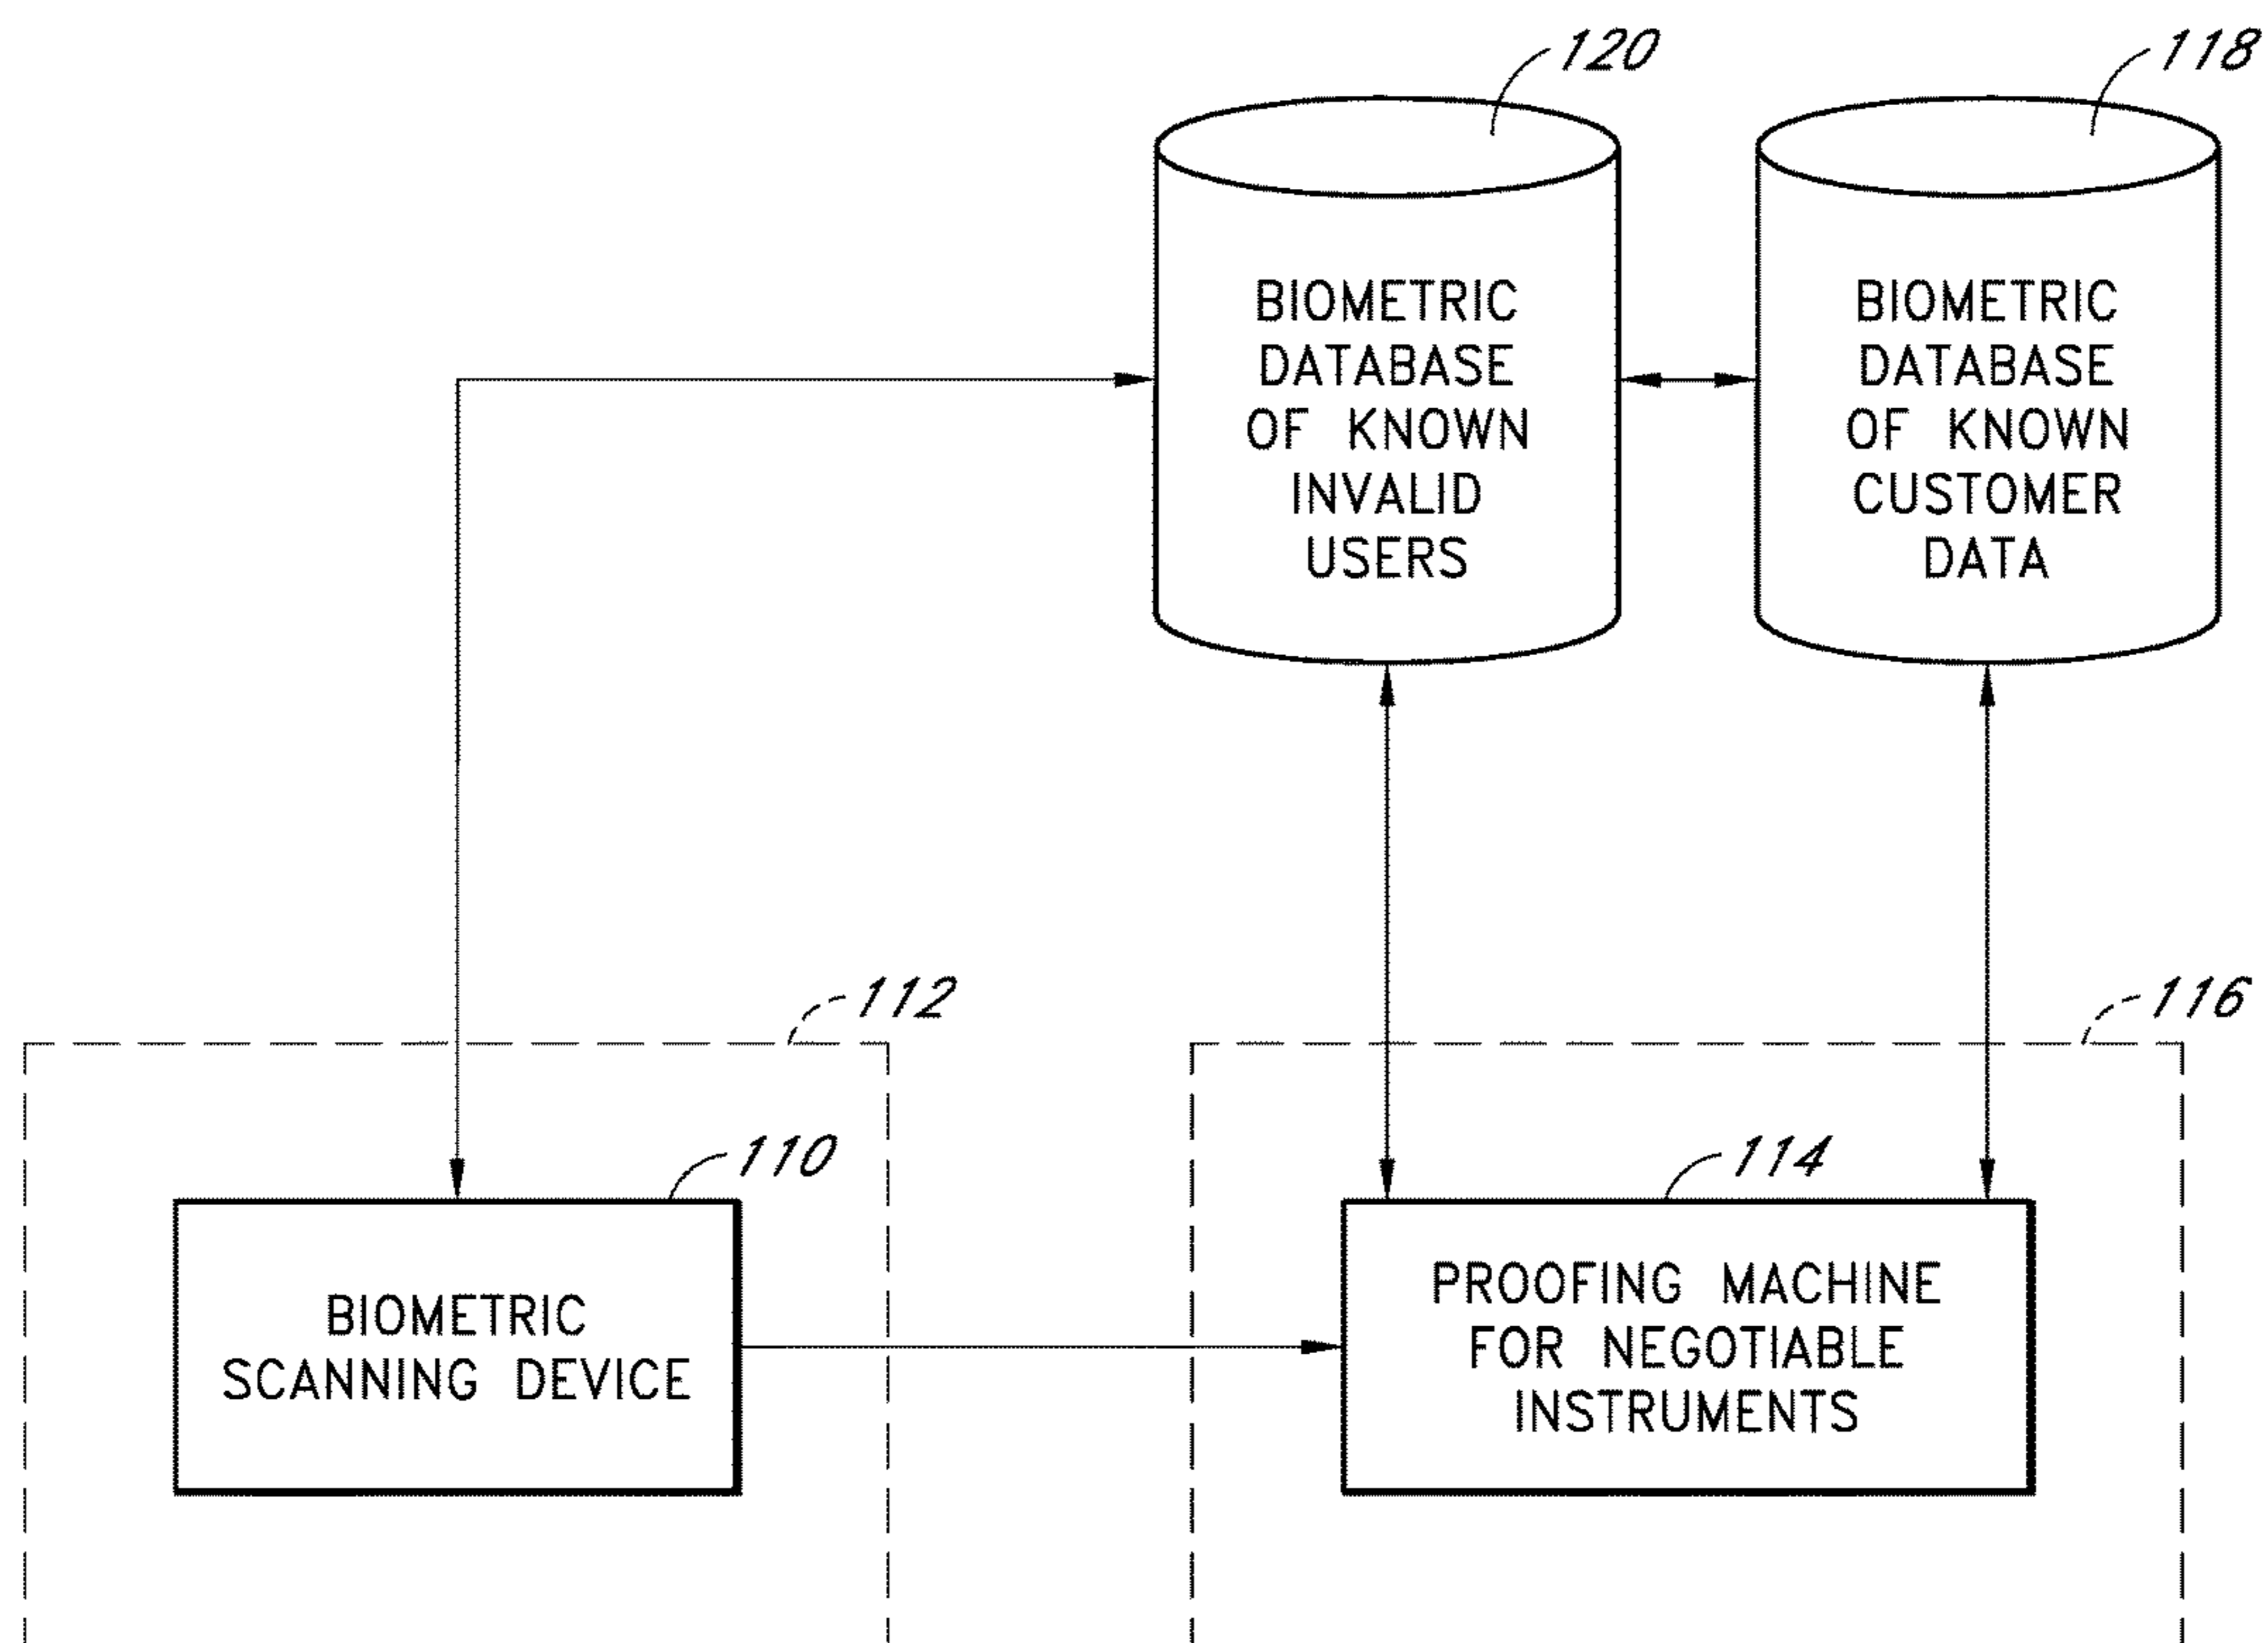 120
118
BIOMETRIC
DATABASE
OF KNOWN
INVALID
USERS
BIOMETRIC
DATABASE
OF KNOWN
CUSTOMER
DATA
112
116
110
114
BIOMETRIC
SCANNING DEVICE
PROOFING MACHINE
FOR NEGOTIABLE
INSTRUMENTS